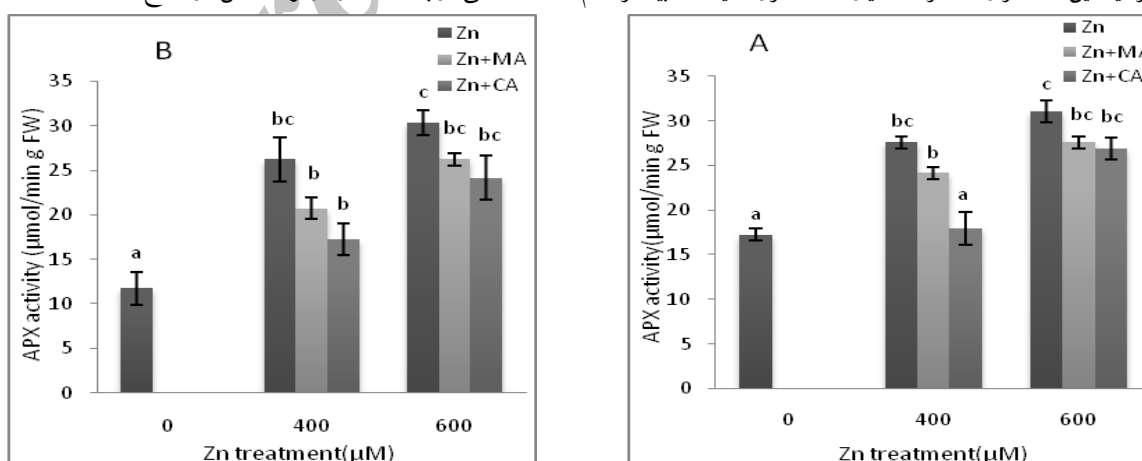 B
Zn
Zn+MA
Zn+CA
APX activity (µmol/min g FW)
35
30
25
20
15
10
5
0
a
bc
b
b
c
bc
bc
0
400
600
Zn treatment(µM)
A
Zn
Zn+MA
Zn+CA
APX activity(µmol/min g FW)
35
30
25
20
15
10
5
0
a
bc
b
a
c
bc
bc
0
400
600
Zn treatment(µM)